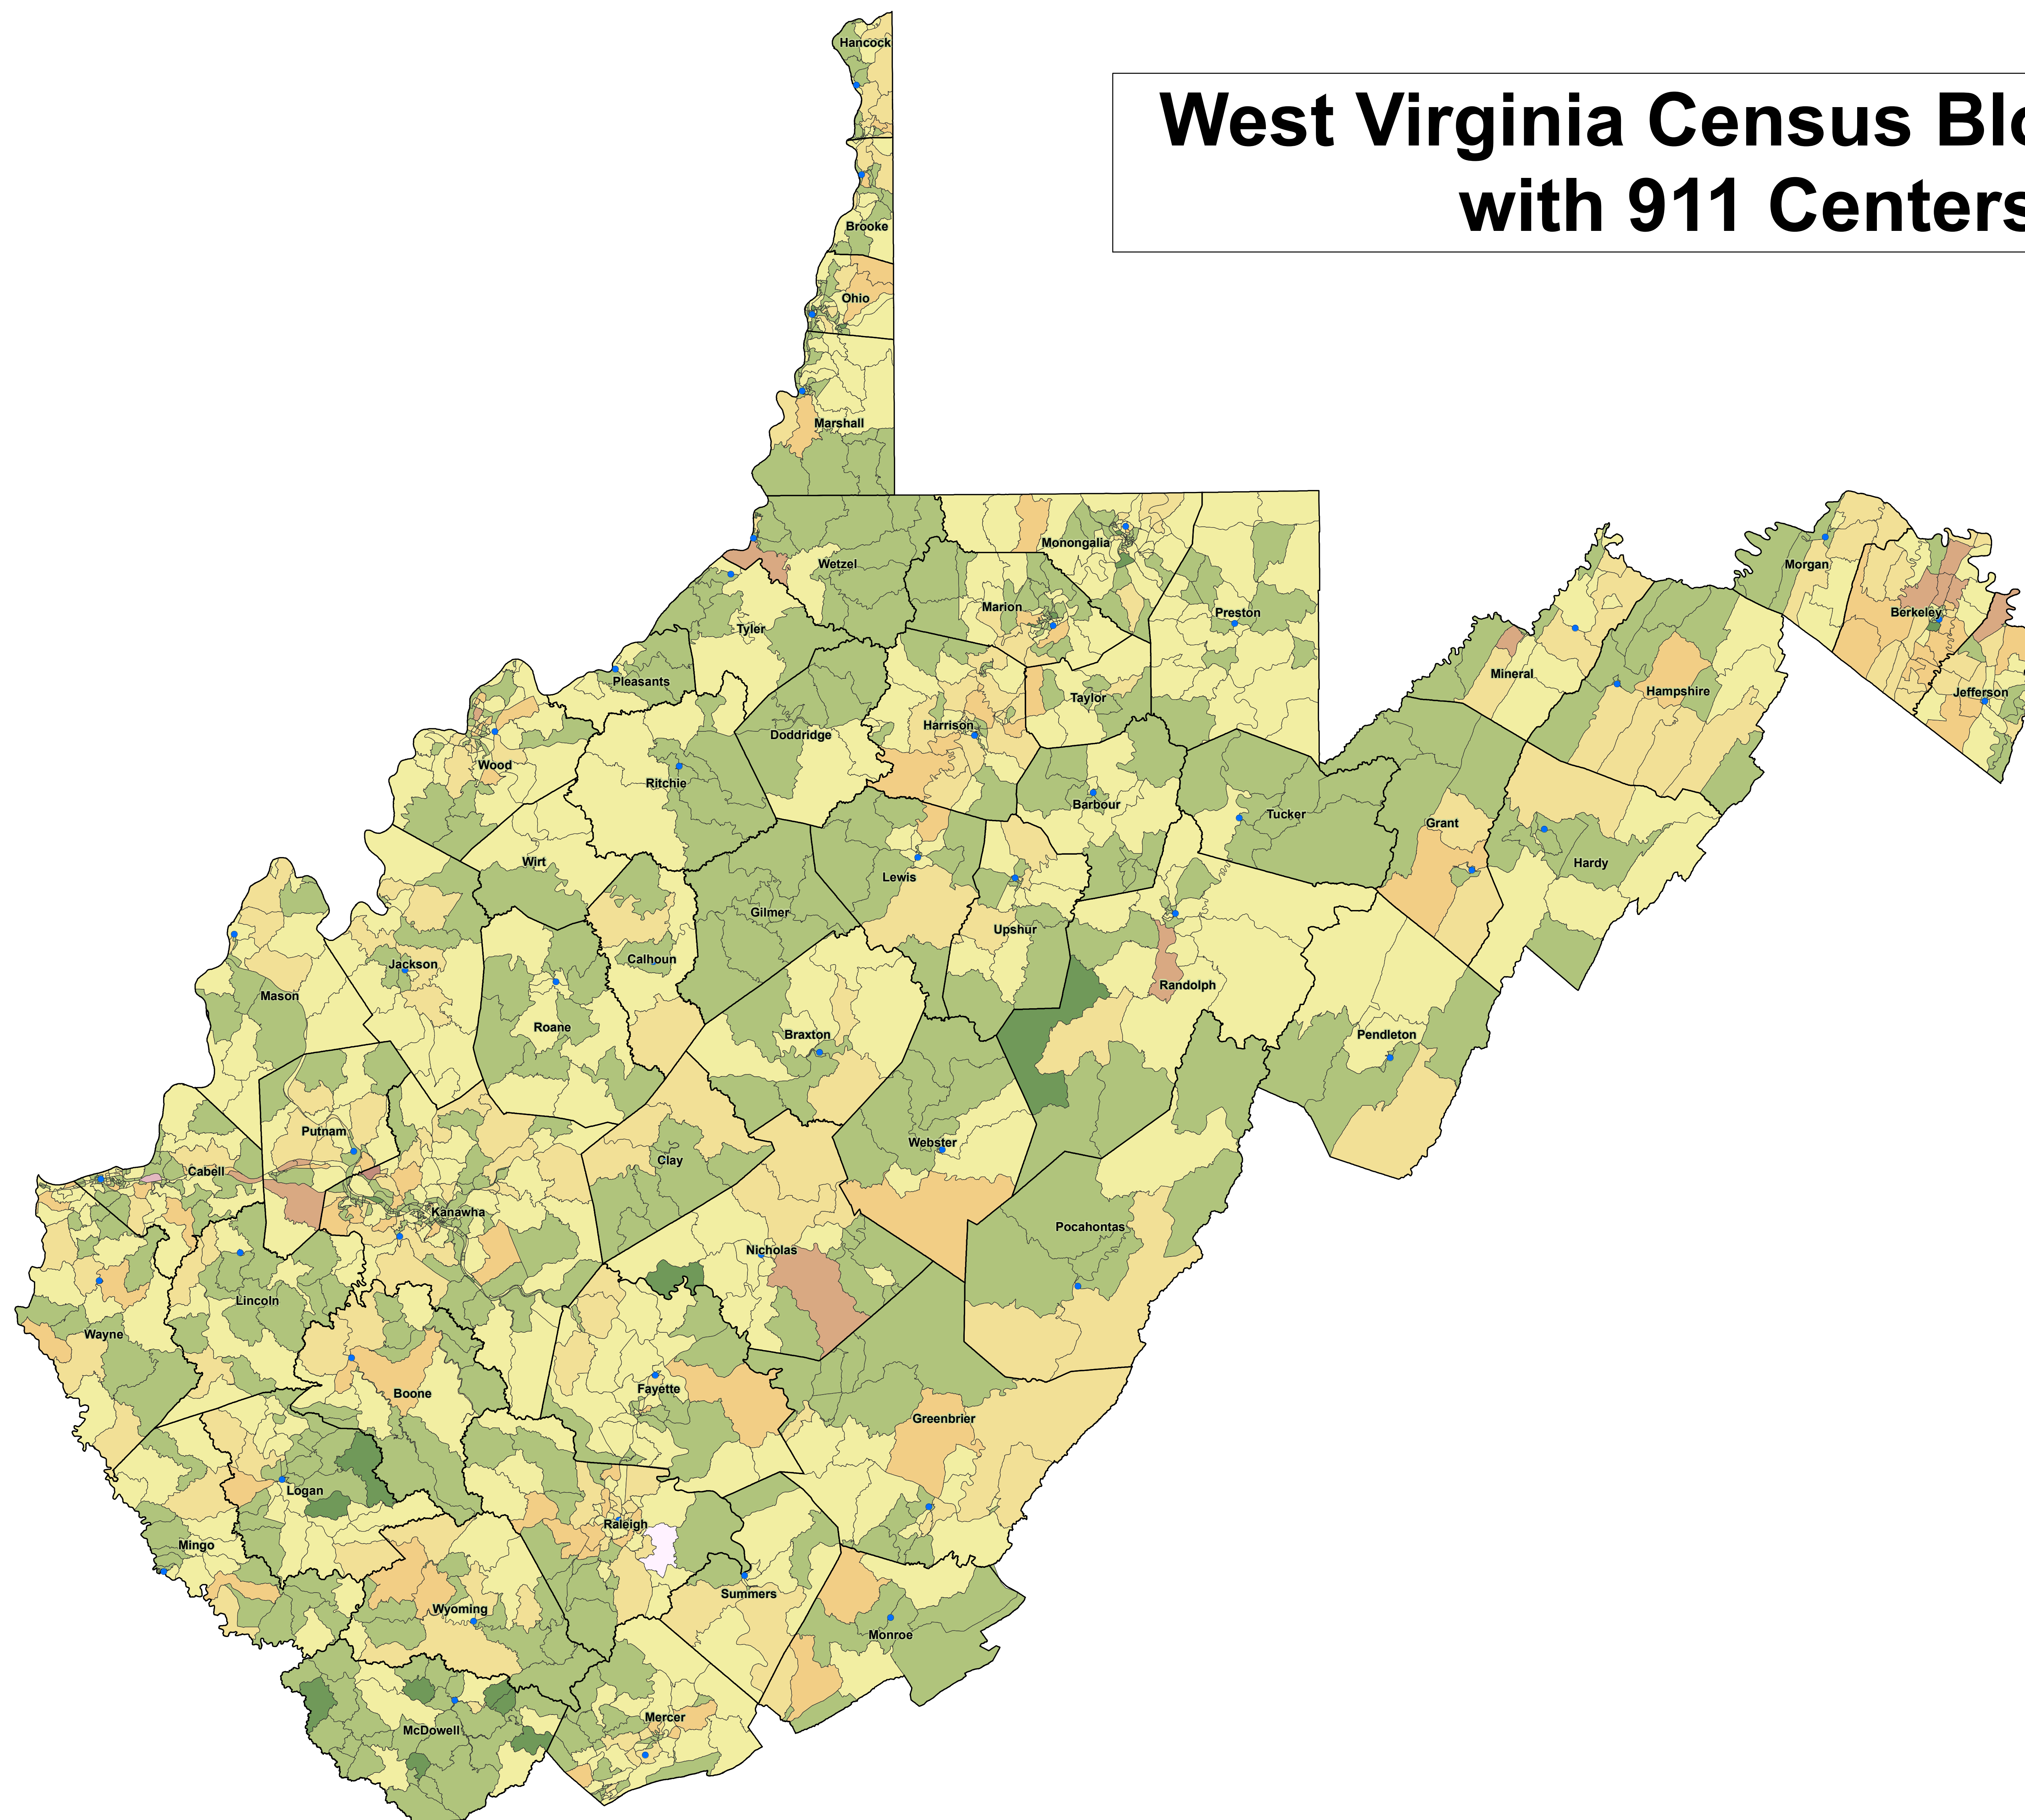 Hancock
West Virginia Census Blo
with 911 Centers
Brooke
Ohio
Marshall
Monongalia
Wetzel
Morgan
Marion
Preston
Berkeley
Tyler
Mineral
Pleasants
Hampshire
Jefferson
Taylor
Harrison
Doddridge
Wood
Ritchie
Barbour
Tucker
Grant
Wirt
Hardy
Lewis
Gilmer
Upshur
Calhoun
Jackson
Randolph
Mason
Roane
Braxton
Pendleton
Putnam
Webster
Clay
Cabell
Kanawha
Pocahontas
Nicholas
Lincoln
Wayne
Fayette
Boone
Greenbrier
Logan
Raleigh
Mingo
Summers
Wyoming
Monroe
Mercer
McDowell